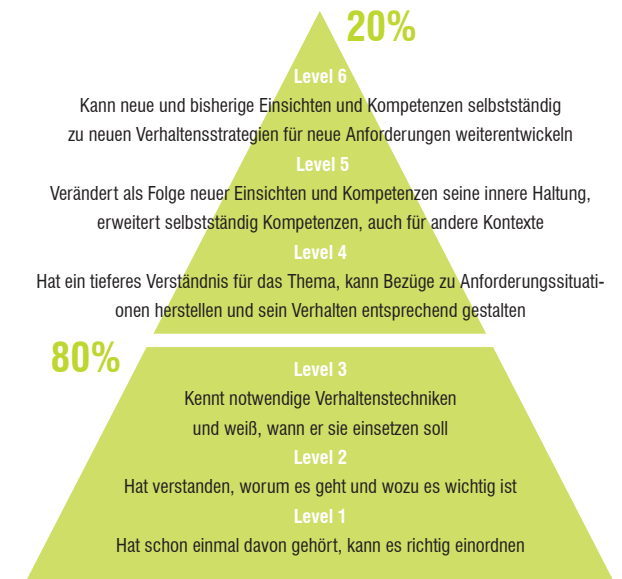 20%
Level 6
Kann neue und bisherige Einsichten und Kompetenzen selbstständig
zu neuen Verhaltensstrategien für neue Anforderungen weiterentwickeln
Level 5
Verändert als Folge neuer Einsichten und Kompetenzen seine innere Haltung,
erweitert selbstständig Kompetenzen, auch für andere Kontexte
Level 4
Hat ein tieferes Verständnis für das Thema, kann Bezüge zu Anforderungssituati-
onen herstellen und sein Verhalten entsprechend gestalten
80%
Level 3
Kennt notwendige Verhaltenstechniken
und weiß, wann er sie einsetzen soll
Level 2
Hat verstanden, worum es geht und wozu es wichtig ist
Level 1
Hat schon einmal davon gehört, kann es richtig einordnen